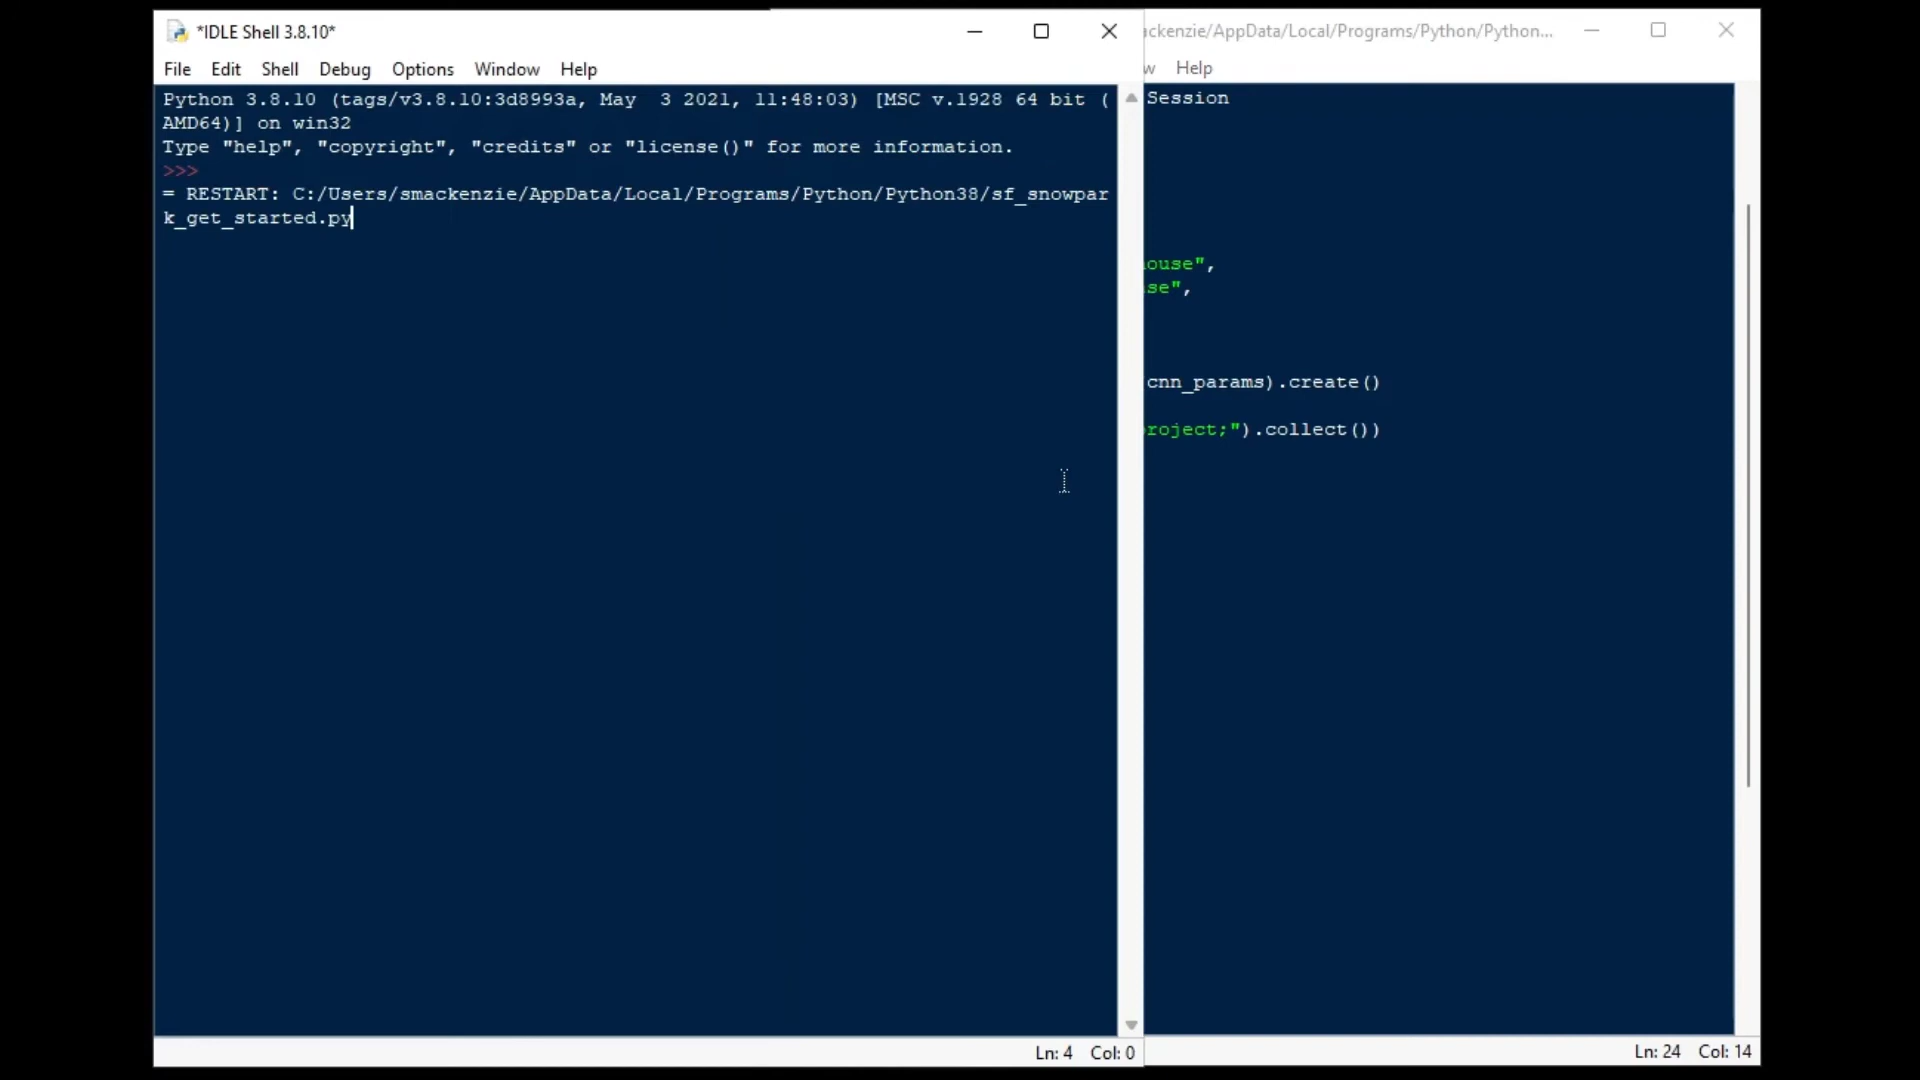 *IDLE Shell 3.8.10*
File Edit Shell Debug Options Window Help
Python 3.8.10 (tags/v3.8.10:3d8993a, May  3 2021, 11:48:03) [MSC v.1928 64 bit (
AMD64)] on win32
Type "help", "copyright", "credits" or "license()" for more information.
>>>
= RESTART: C:/Users/smackenzie/AppData/Local/Programs/Python/Python38/sf_snowpar
k_get_started.py
Ln: 4 Col: 0
ackenzie/AppData/Local/Programs/Python/Python...
w Help
Session
ouse",
se",
cnn_params).create()
roject;").collect())
Ln: 24 Col: 14